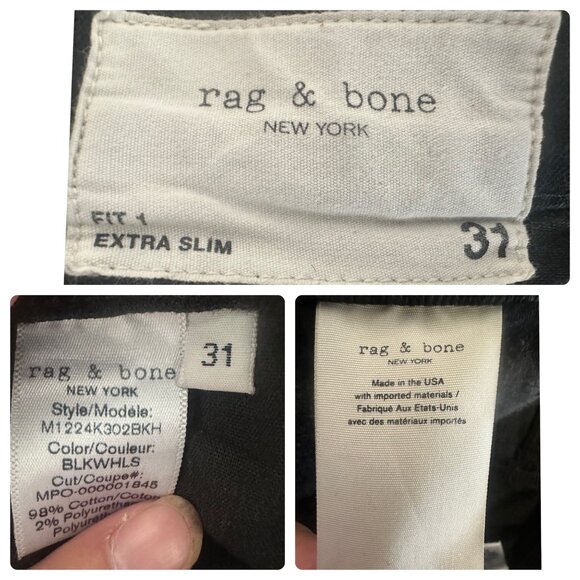 rag & bone
NEW YORK
FIT 1
EXTRA SLIM
31
rag & bone
NEW YORK
Style/Modèle:
M1224K302BKH
Color/Couleur:
BLKWHLS
Cut/Coupe#:
MPO-000001845
98% Cotton/Coton
2% Polyurethan
Polyureth
31
rag & bone
NEW YORK
Made in the USA
with imported materials /
Fabriqué Aux Etats-Unis
avec des matériaux importés